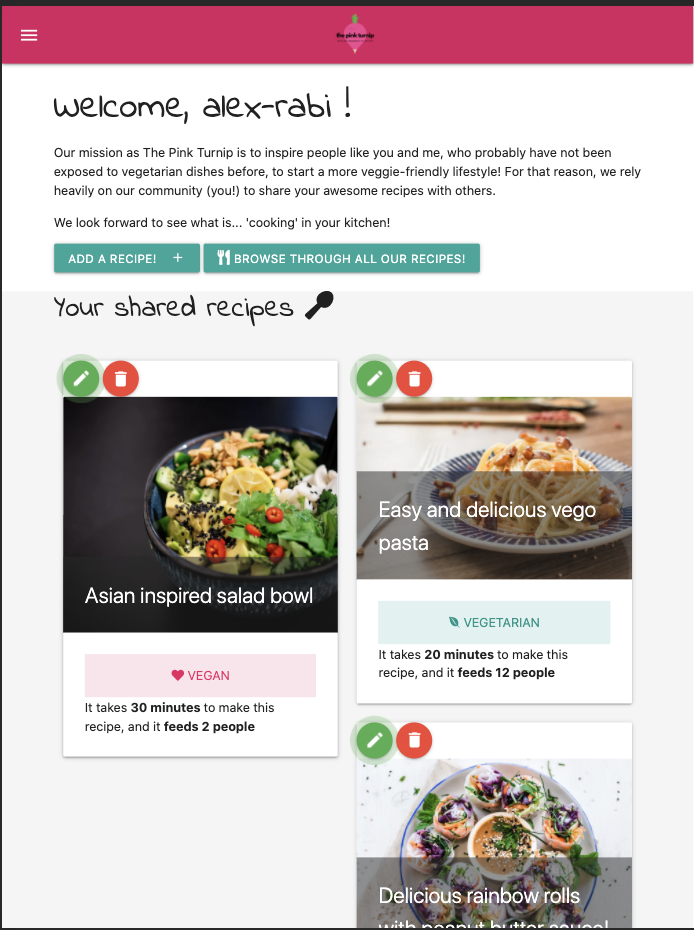 the pink turnip
Welcome, alex-rabi !
Our mission as The Pink Turnip is to inspire people like you and me, who probably have not been
exposed to vegetarian dishes before, to start a more veggie-friendly lifestyle! For that reason, we rely
heavily on our community (you!) to share your awesome recipes with others.
We look forward to see what is... 'cooking' in your kitchen!
ADD A RECIPE! +
BROWSE THROUGH ALL OUR RECIPES!
Your shared recipes
Asian inspired salad bowl
VEGAN
It takes 30 minutes to make this
recipe, and it feeds 2 people
Easy and delicious vego
pasta
VEGETARIAN
It takes 20 minutes to make this
recipe, and it feeds 12 people
Delicious rainbow rolls
with peanut butter sauce!